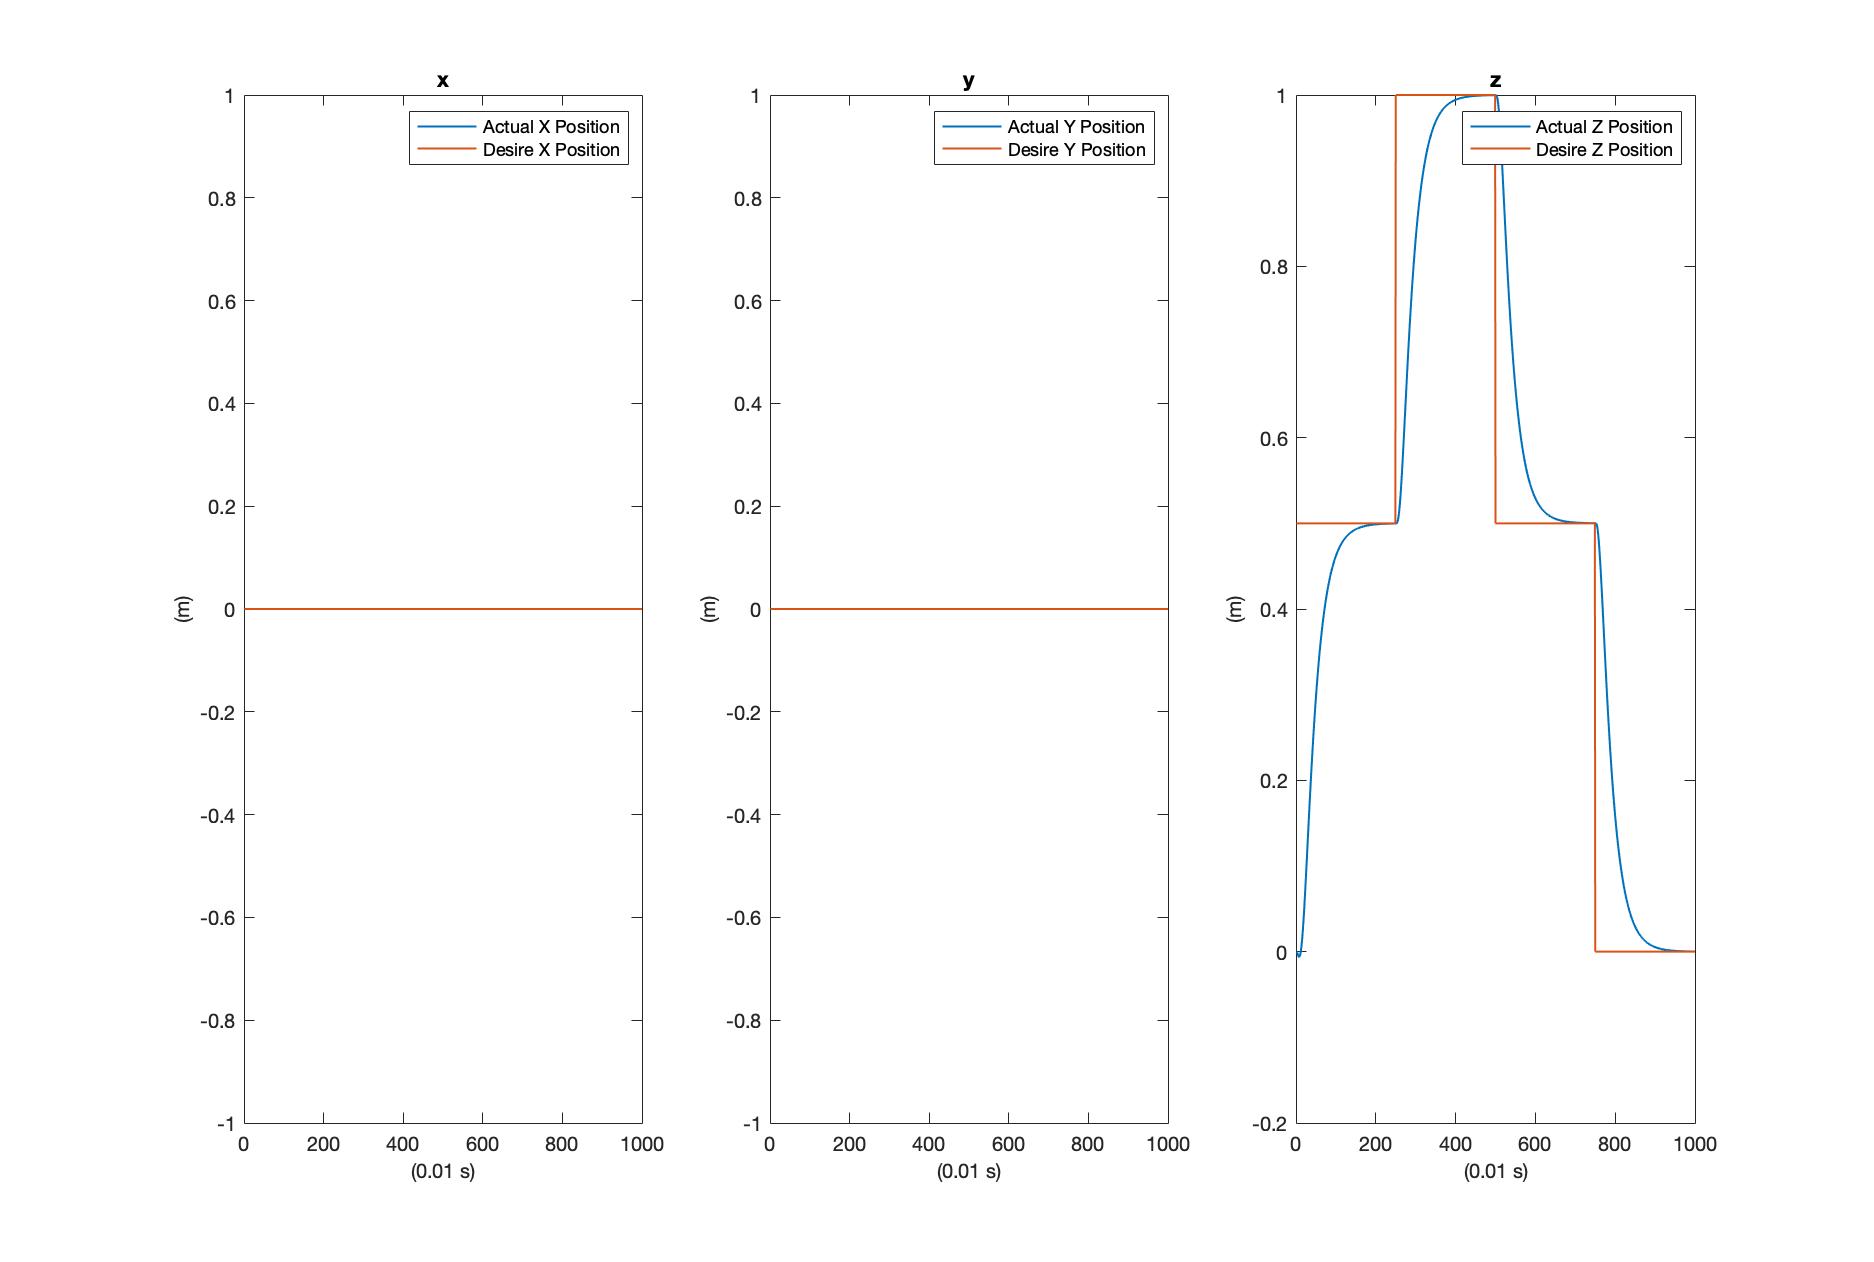 x
1
0.8
0.6
0.4
0.2
0
-0.2
-0.4
-0.6
-0.8
-1
(m)
Actual X Position
Desire X Position
0 200 400 600 800 1000
(0.01 s)
y
1
0.8
0.6
0.4
0.2
0
-0.2
-0.4
-0.6
-0.8
-1
(m)
Actual Y Position
Desire Y Position
0 200 400 600 800 1000
(0.01 s)
z
1
0.8
0.6
0.4
0.2
0
-0.2
(m)
Actual Z Position
Desire Z Position
0 200 400 600 800 1000
(0.01 s)